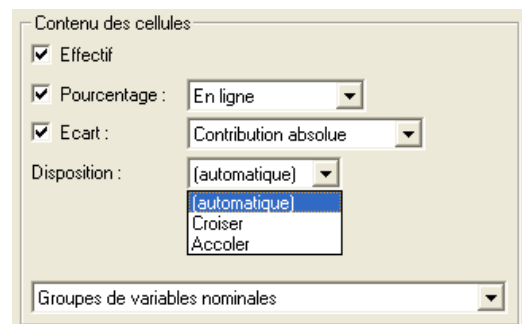 Contenu des cellules
Effectif
Pourcentage : En ligne
Ecart : Contribution absolue
Disposition : (automatique)
(automatique)
Croiser
Accoler
Groupes de variables nominales